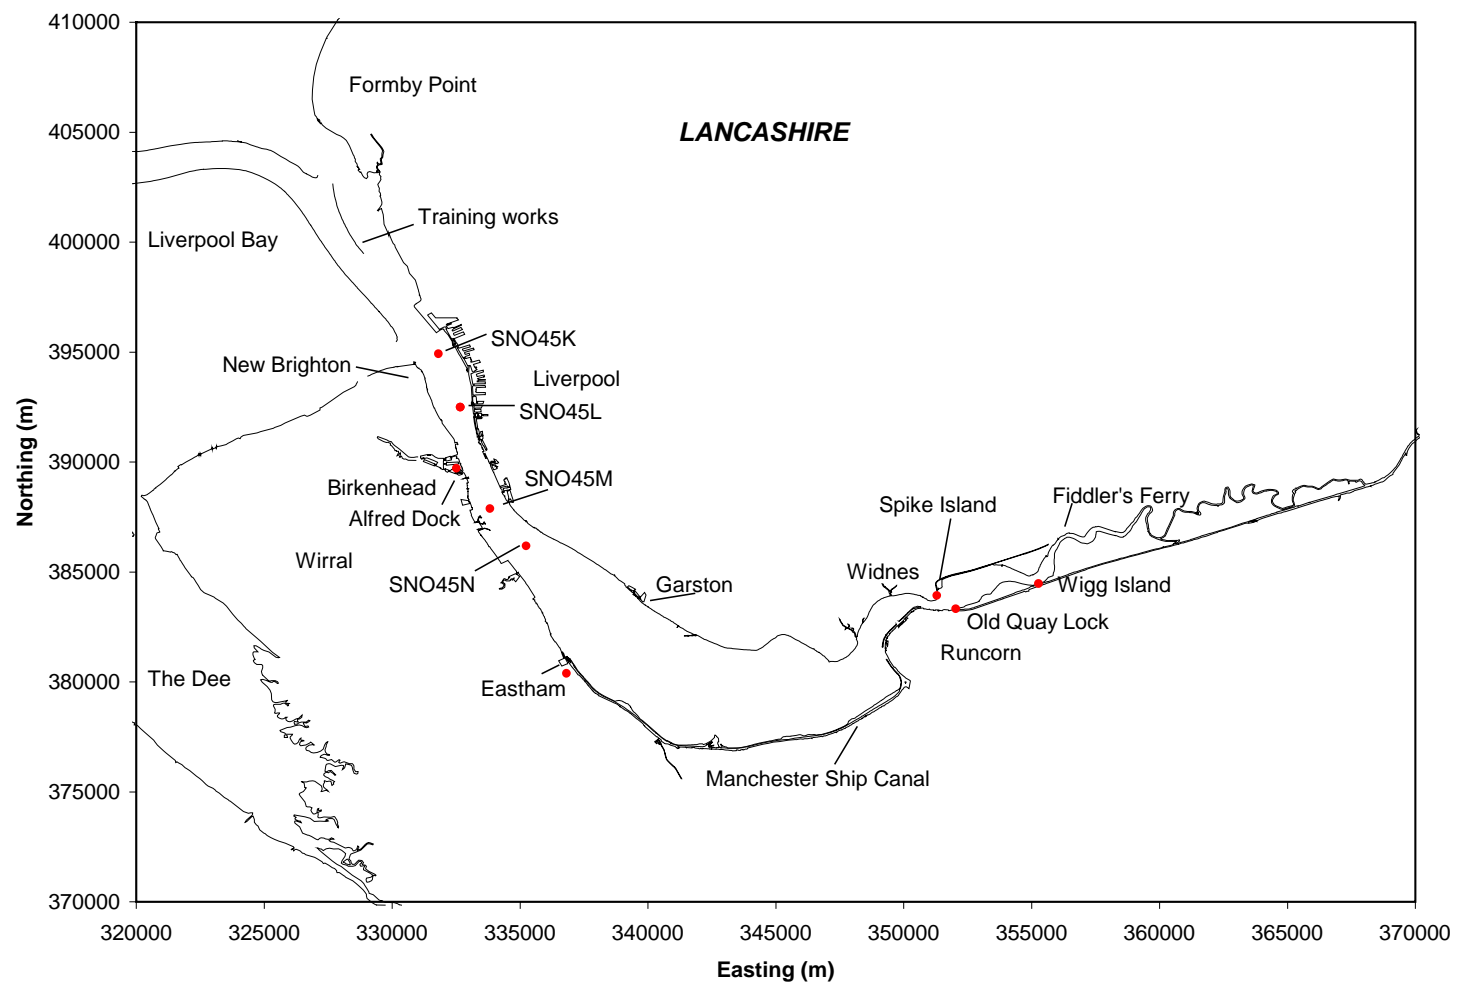 410000
405000
400000
395000
390000
385000
380000
375000
370000
Northing (m)
Formby Point
LANCASHIRE
Training works
Liverpool Bay
SNO45K
New Brighton
Liverpool
SNO45L
SNO45M
Birkenhead
Alfred Dock
Fiddler's Ferry
Spike Island
Wirral
SNO45N
Garston
Widnes
Wigg Island
Old Quay Lock
Runcorn
The Dee
Eastham
Manchester Ship Canal
320000 325000 330000 335000 340000 345000 350000 355000 360000 365000 370000
Easting (m)